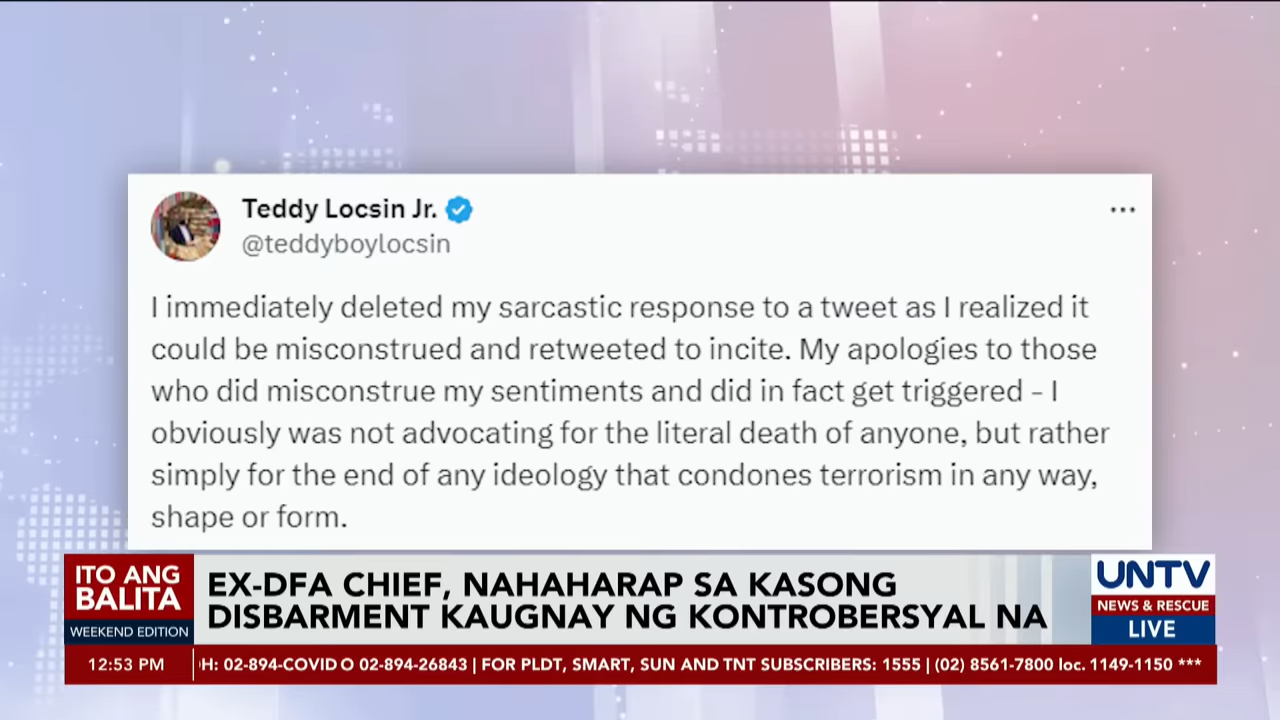 Teddy Locsin Jr.
@teddyboylocsin
I immediately deleted my sarcastic response to a tweet as I realized it
could be misconstrued and retweeted to incite. My apologies to those
who did misconstrue my sentiments and did in fact get triggered – I
obviously was not advocating for the literal death of anyone, but rather
simply for the end of any ideology that condones terrorism in any way,
shape or form.
ITO ANG
BALITA
WEEKEND EDITION
EX-DFA CHIEF, NAHAHARAP SA KASONG
DISBARMENT KAUGNAY NG KONTROBERSYAL NA
UNTV
NEWS & RESCUE
LIVE
12:53 PM
H: 02-894-COVID O 02-894-26843 | FOR PLDT, SMART, SUN AND TNT SUBSCRIBERS: 1555 | (02) 8561-7800 loc. 1149-1150 ***